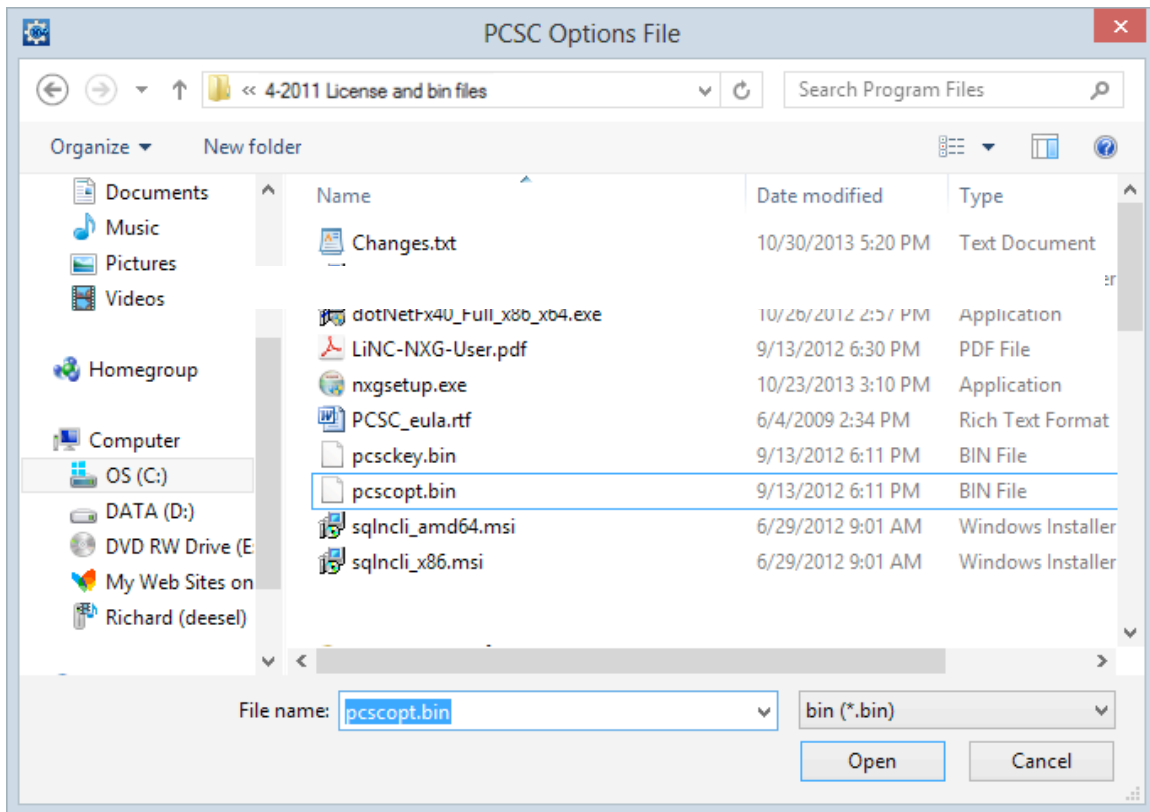 PCSC Options File
« 4-2011 License and bin files
Search Program Files
Organize New folder
Documents
Music
Pictures
Videos
Homegroup
Computer
OS (C:)
DATA (D:)
DVD RW Drive (E:
My Web Sites on
Richard (deesel)
Name Date modified Type
Changes.txt 10/30/2013 5:20 PM Text Document
dotNetFx40_Full_x86_x64.exe 10/26/2012 2:57 PM Application
LiNC-NXG-User.pdf 9/13/2012 6:30 PM PDF File
nxgsetup.exe 10/23/2013 3:10 PM Application
PCSC_eula.rtf 6/4/2009 2:34 PM Rich Text Format
pcsckey.bin 9/13/2012 6:11 PM BIN File
pcscopt.bin 9/13/2012 6:11 PM BIN File
sqlncli_amd64.msi 6/29/2012 9:01 AM Windows Installer
sqlncli_x86.msi 6/29/2012 9:01 AM Windows Installer
File name: pcscopt.bin bin (*.bin)
Open Cancel